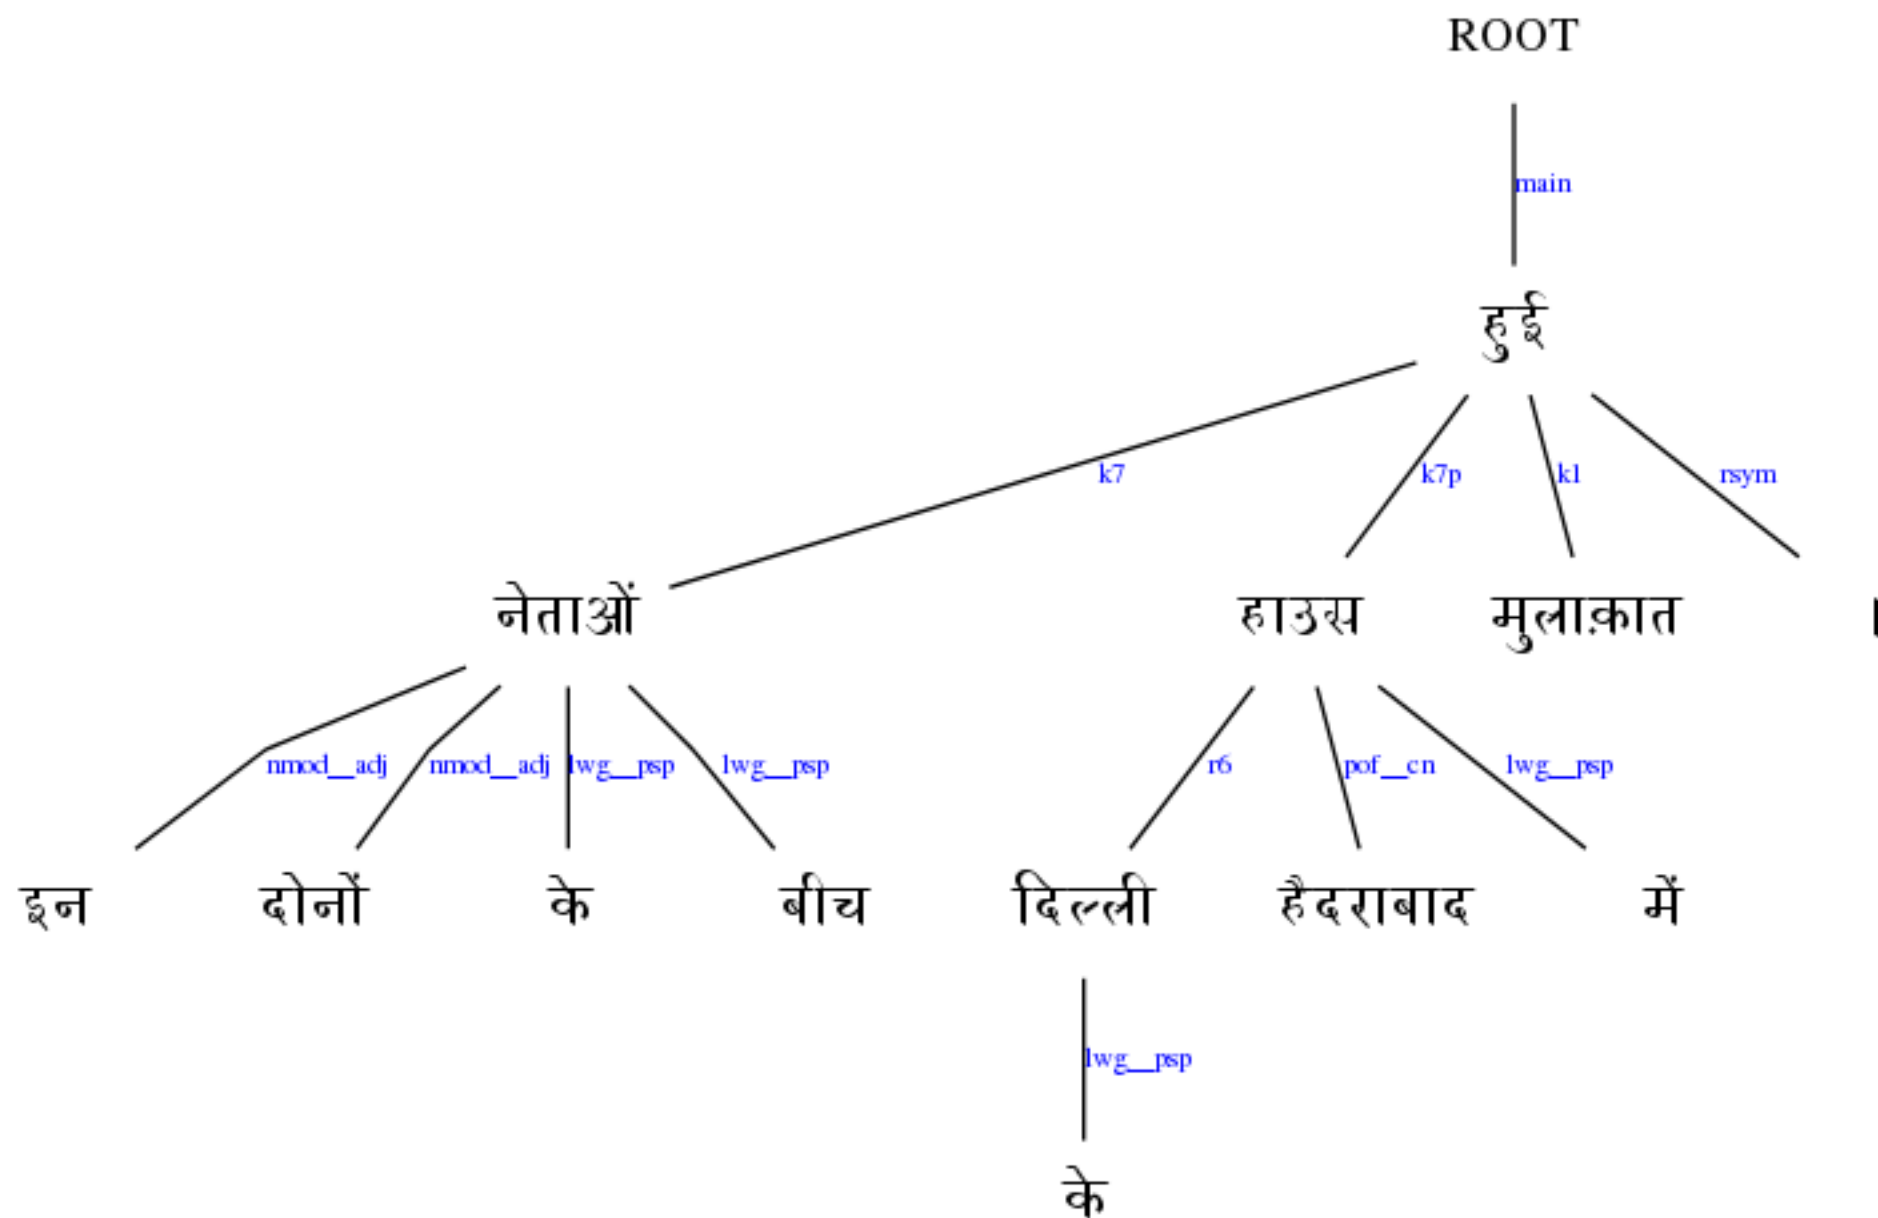 ROOT
main
हुई
k7 k7p k1 rsym
नेताओं हाउस मुलाक़ात ।
nmod__adj nmod__adj lwg__psp lwg__psp r6 pof__cn lwg__psp
इन दोनों के बीच दिल्ली हैदराबाद में
lwg__psp
के